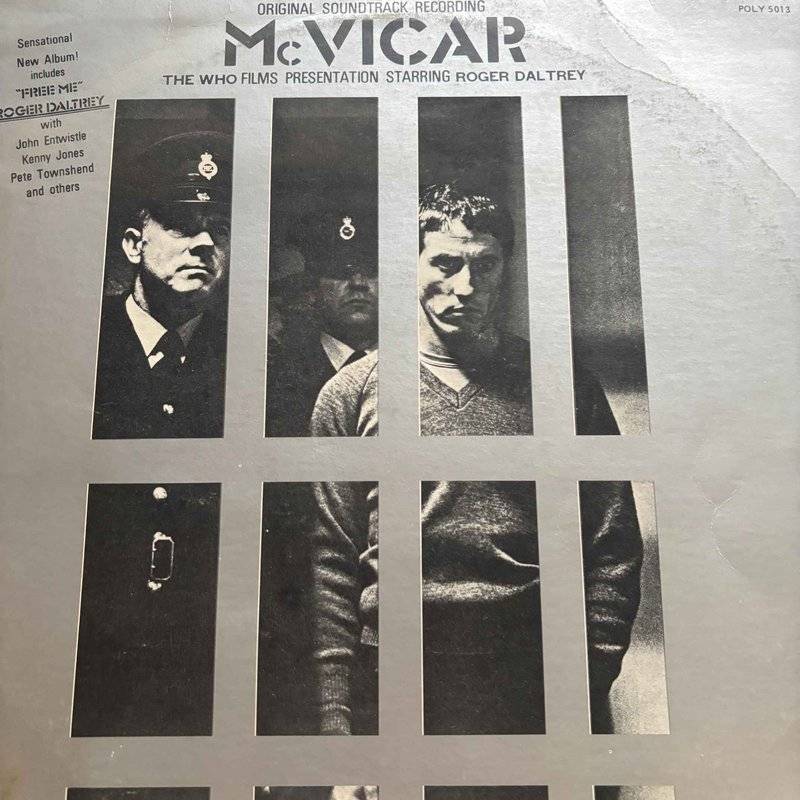 ORIGINAL SOUNDTRACK RECORDING
McVICAR
THE WHO FILMS PRESENTATION STARRING ROGER DALTREY
POLY 5013
Sensational
New Album!
includes
"FREE ME"
ROGER DALTREY
with
John Entwistle
Kenny Jones
Pete Townshend
and others